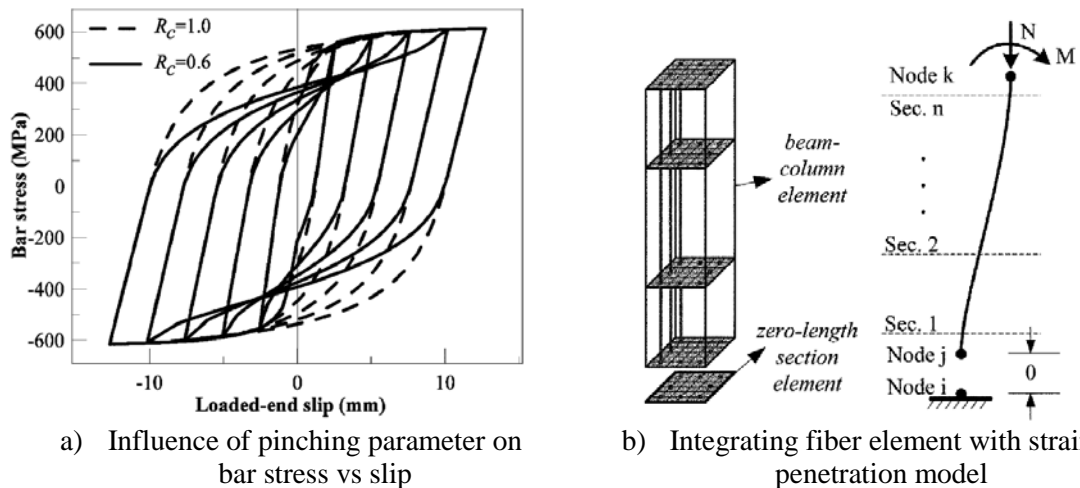 600
400
200
0
-200
-400
-600
Bar stress (MPa)
R_C=1.0
R_C=0.6
-10
0
10
Loaded-end slip (mm)
beam-
column
element
zero-length
section
element
N
M
Node k
Sec. n
Sec. 2
Sec. 1
Node j
Node i
0
a) Influence of pinching parameter on
bar stress vs slip
b) Integrating fiber element with strai
penetration model